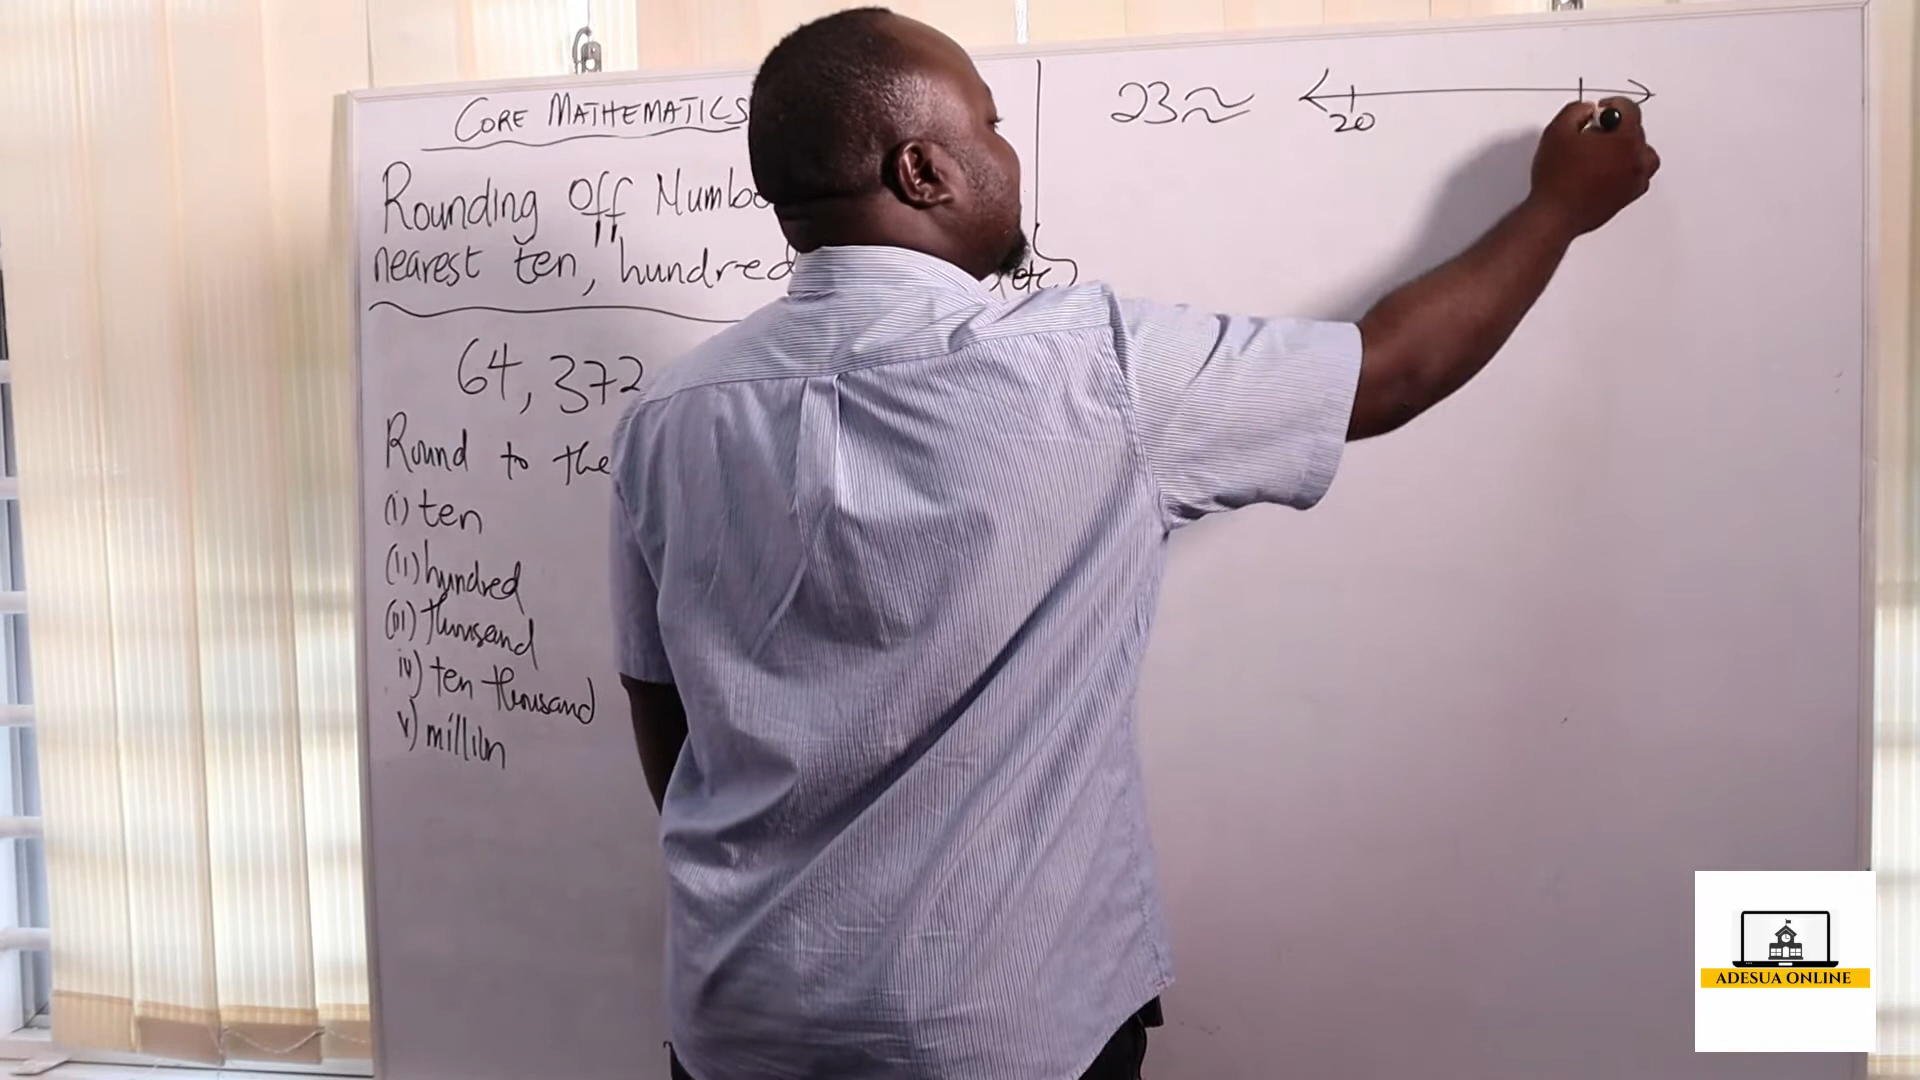 CORE MATHEMATICS
Rounding Off
nearest ten, hundred etc)
64,372
Round to the
(i) ten
(ii) hundred
(iii) thousand
iv) ten thousand
v) million
23≈
20
ADESUA ONLINE